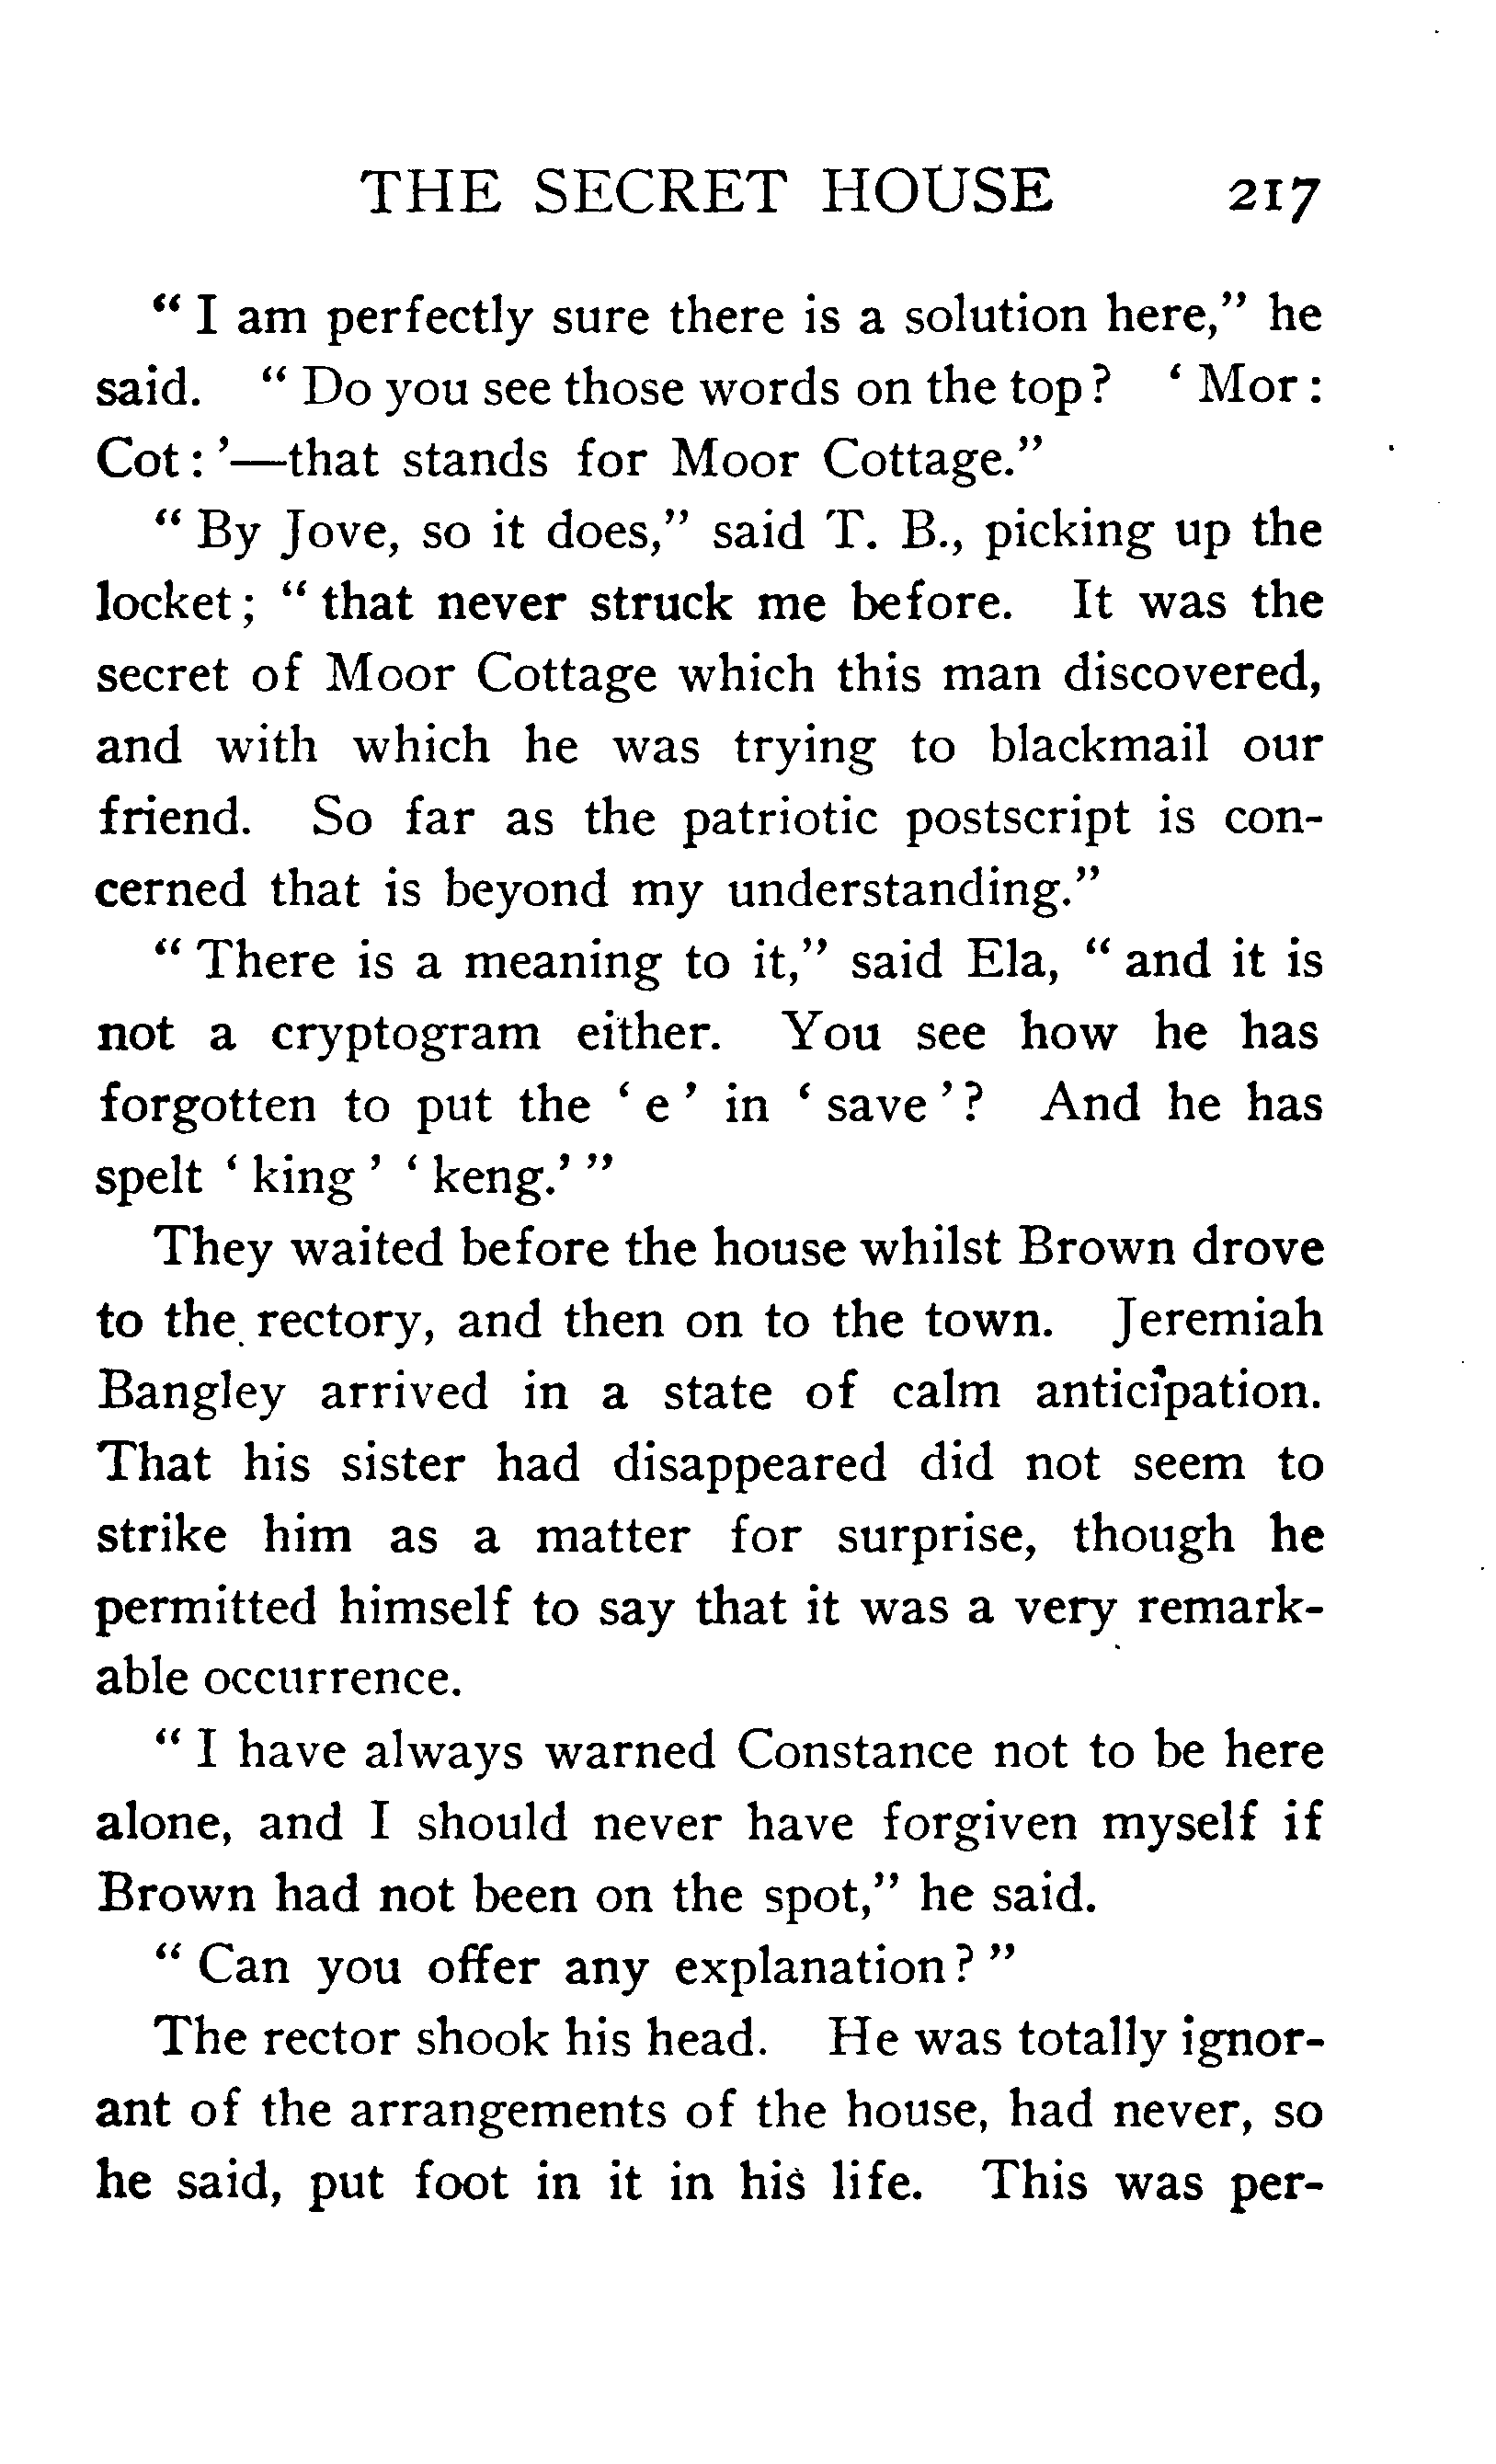 THE SECRET HOUSE 217
“ I am perfectly sure there is a solution here,” he
said. “ Do you see those words on the top ? ‘ Mor :
Cot : ’—that stands for Moor Cottage.”
“ By Jove, so it does,” said T. B., picking up the
locket ; “ that never struck me before. It was the
secret of Moor Cottage which this man discovered,
and with which he was trying to blackmail our
friend. So far as the patriotic postscript is con-
cerned that is beyond my understanding.”
“ There is a meaning to it,” said Ela, “ and it is
not a cryptogram either. You see how he has
forgotten to put the ‘ e ’ in ‘ save ’ ? And he has
spelt ‘ king ’ ‘ keng.’ ”
They waited before the house whilst Brown drove
to the rectory, and then on to the town. Jeremiah
Bangley arrived in a state of calm anticipation.
That his sister had disappeared did not seem to
strike him as a matter for surprise, though he
permitted himself to say that it was a very remark-
able occurrence.
“ I have always warned Constance not to be here
alone, and I should never have forgiven myself if
Brown had not been on the spot,” he said.
“ Can you offer any explanation ? ”
The rector shook his head. He was totally ignor-
ant of the arrangements of the house, had never, so
he said, put foot in it in his life. This was per-